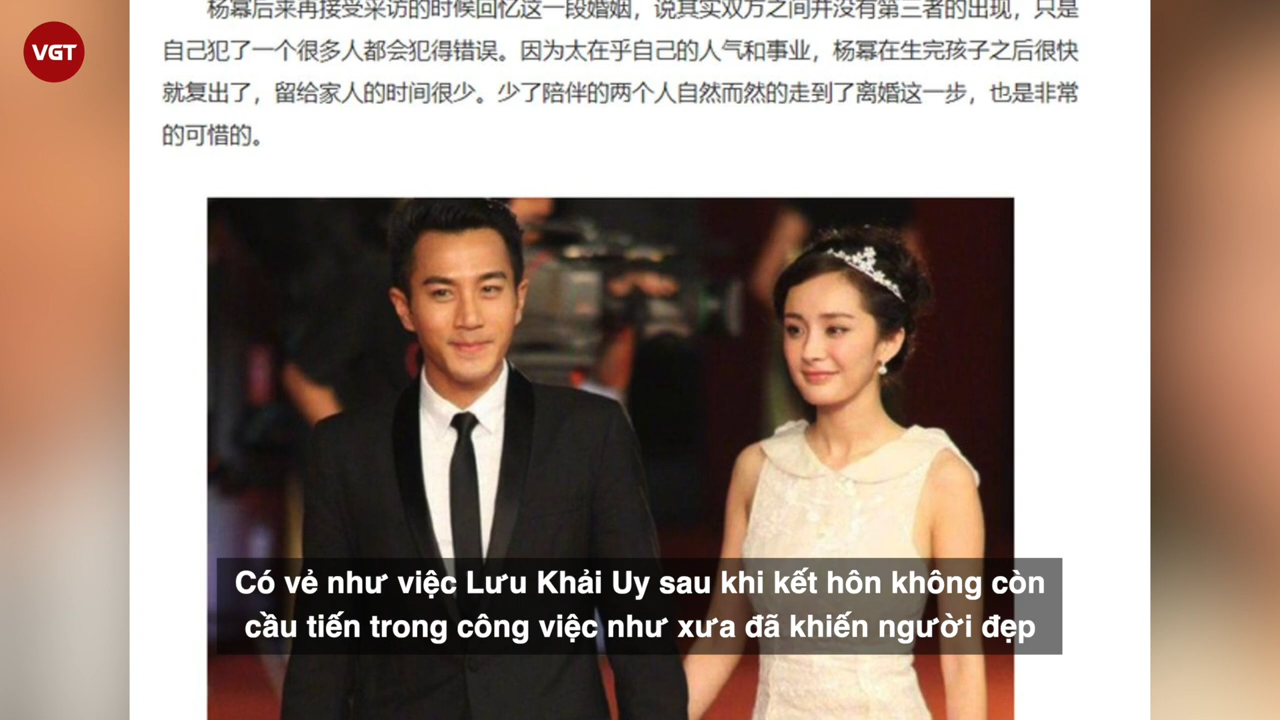 VGT
杨幂后来再接受采访的时候回忆这一段婚姻，说其实双方之间并没有第三者的出现，只是
自己犯了一个很多人都会犯得错误。因为太在乎自己的人气和事业，杨幂在生完孩子之后很快
就复出了，留给家人的时间很少。少了陪伴的两个人自然而然的走到了离婚这一步，也是非常
的可惜的。
Có vẻ như việc Lưu Khải Uy sau khi kết hôn không còn
cầu tiến trong công việc như xưa đã khiến người đẹp